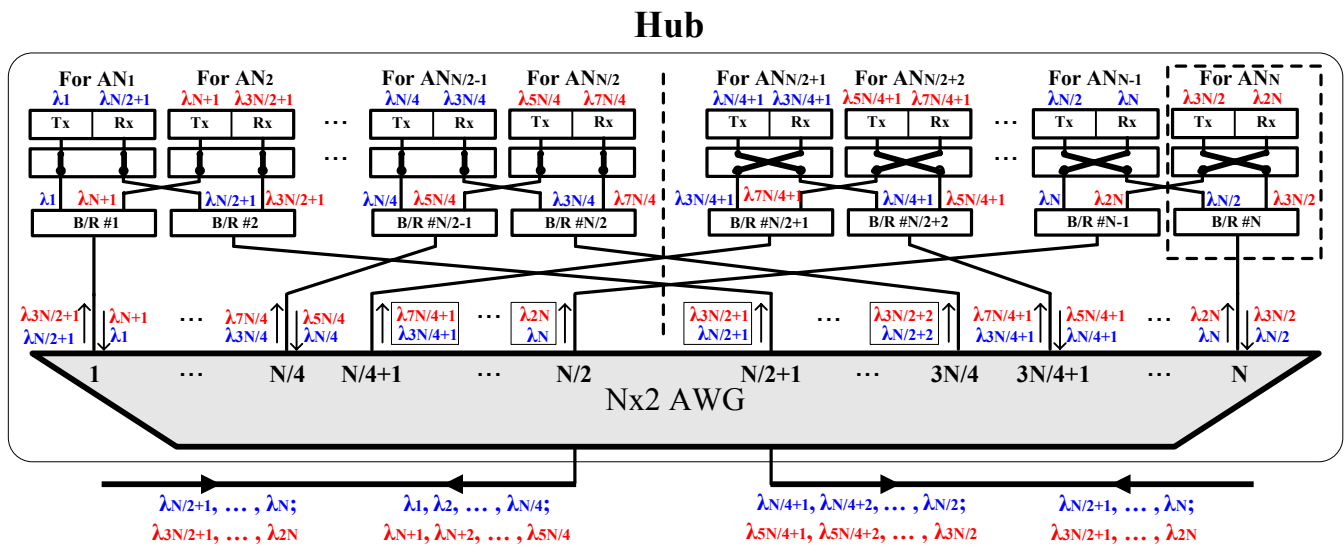 Hub
For AN1 For AN2 For ANN/2-1 For ANN/2 For ANN/2+1 For ANN/2+2 For ANN-1 For ANN
λ1 λN/2+1 λN+1 λ3N/2+1 λN/4 λ3N/4 λ5N/4 λ7N/4 λN/4+1 λ3N/4+1 λ5N/4+1 λ7N/4+1 λN/2 λN λ3N/2 λ2N
Tx Rx Tx Rx ... Tx Rx Tx Rx Tx Rx Tx Rx ... Tx Rx Tx Rx
... ...
λ1 λN+1 λN/2+1 λ3N/2+1 λN/4 λ5N/4 λ3N/4 λ7N/4 λ3N/4+1 λ7N/4+1 λN/4+1 λ5N/4+1 λN λ2N λN/2 λ3N/2
B/R #1 B/R #2 B/R #N/2-1 B/R #N/2 B/R #N/2+1 B/R #N/2+2 B/R #N-1 B/R #N
λ3N/2+1 λN+1 ... λ7N/4 λ5N/4 λ7N/4+1 ... λ2N λ3N/2+1 ... λ3N/2+2 λ7N/4+1 λ5N/4+1 ... λ2N λ3N/2
λN/2+1 λ1 λ3N/4 λN/4 λ3N/4+1 λN λN/2+1 λN/2+2 λ3N/4+1 λN/4+1 λN λN/2
1 ... N/4 N/4+1 ... N/2 N/2+1 ... 3N/4 3N/4+1 ... N
Nx2 AWG
λN/2+1, ... , λN; λ1, λ2, ... , λN/4; λN/4+1, λN/4+2, ... , λN/2; λN/2+1, ... , λN;
λ3N/2+1, ... , λ2N λN+1, λN+2, ... , λ5N/4 λ5N/4+1, λ5N/4+2, ... , λ3N/2 λ3N/2+1, ... , λ2N